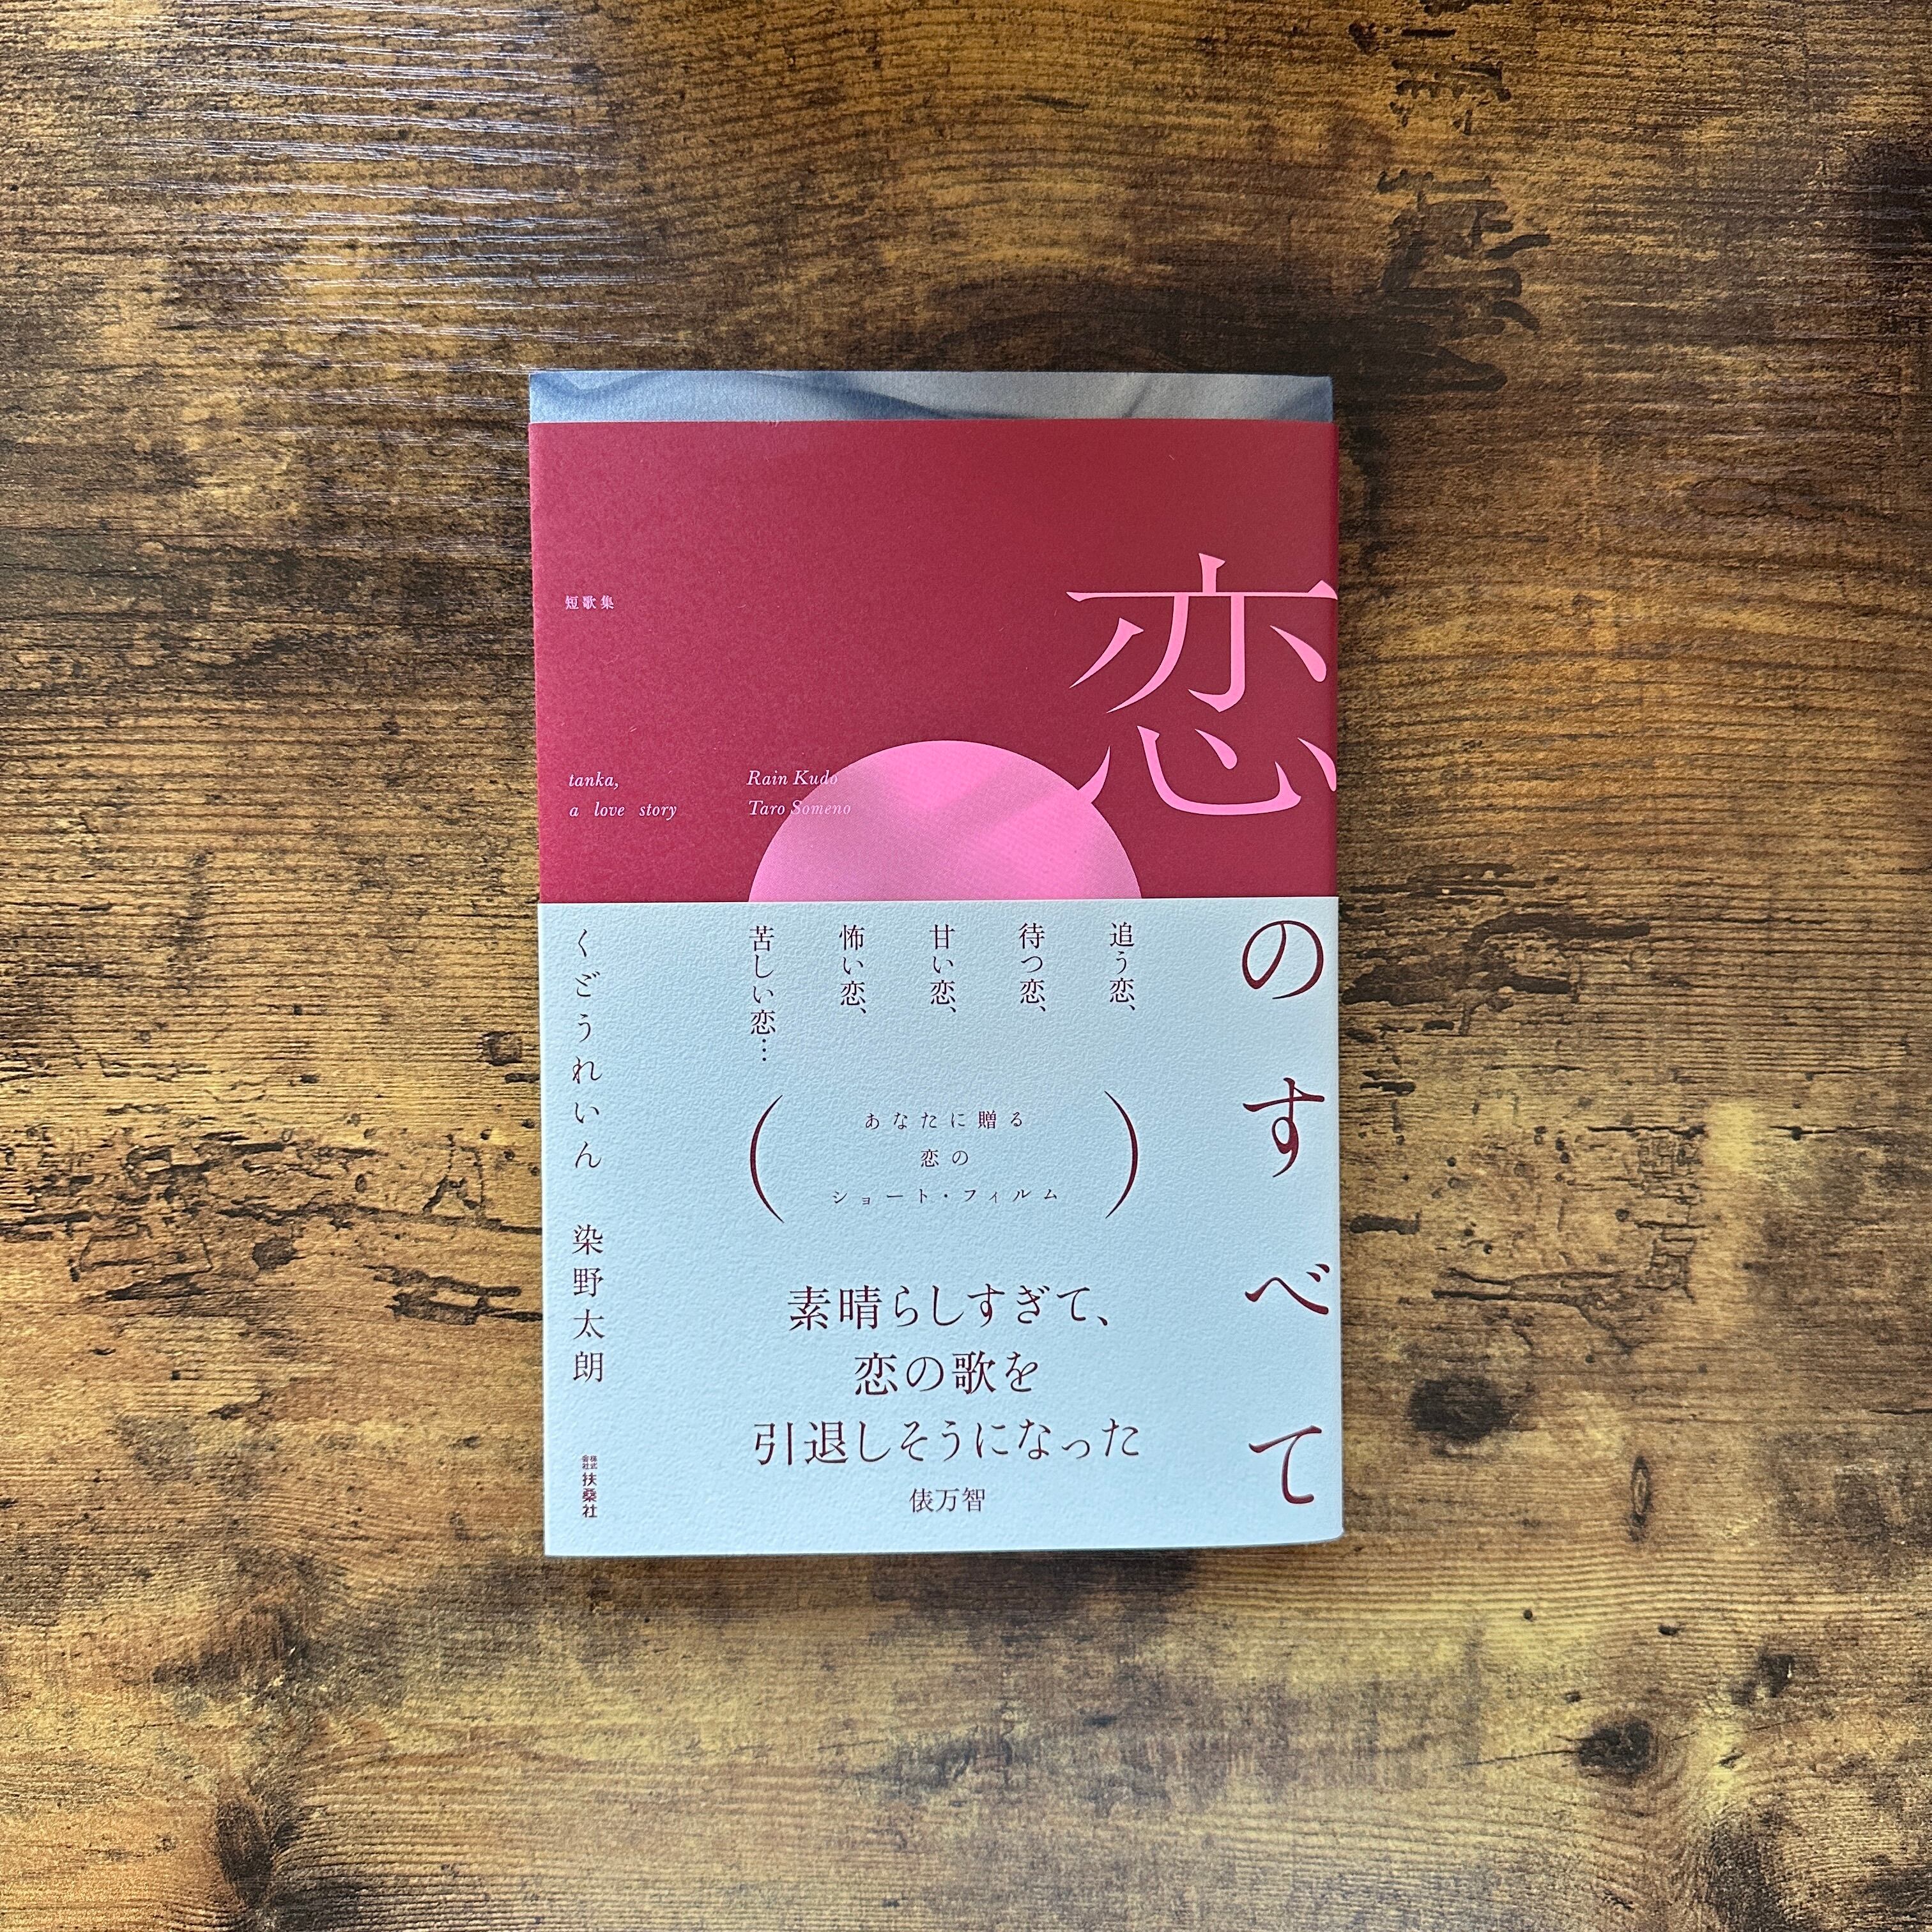 恋のすべて
短歌集
tanka,
a love story
Rain Kudo
Taro Someno
追う恋、
待つ恋、
甘い恋、
怖い恋、
苦しい恋…
あなたに贈る
恋の
ショート・フィルム
素晴らしすぎて、
恋の歌を
引退しそうになった
俵万智
くどうれいん 染野太朗
株式会社扶桑社